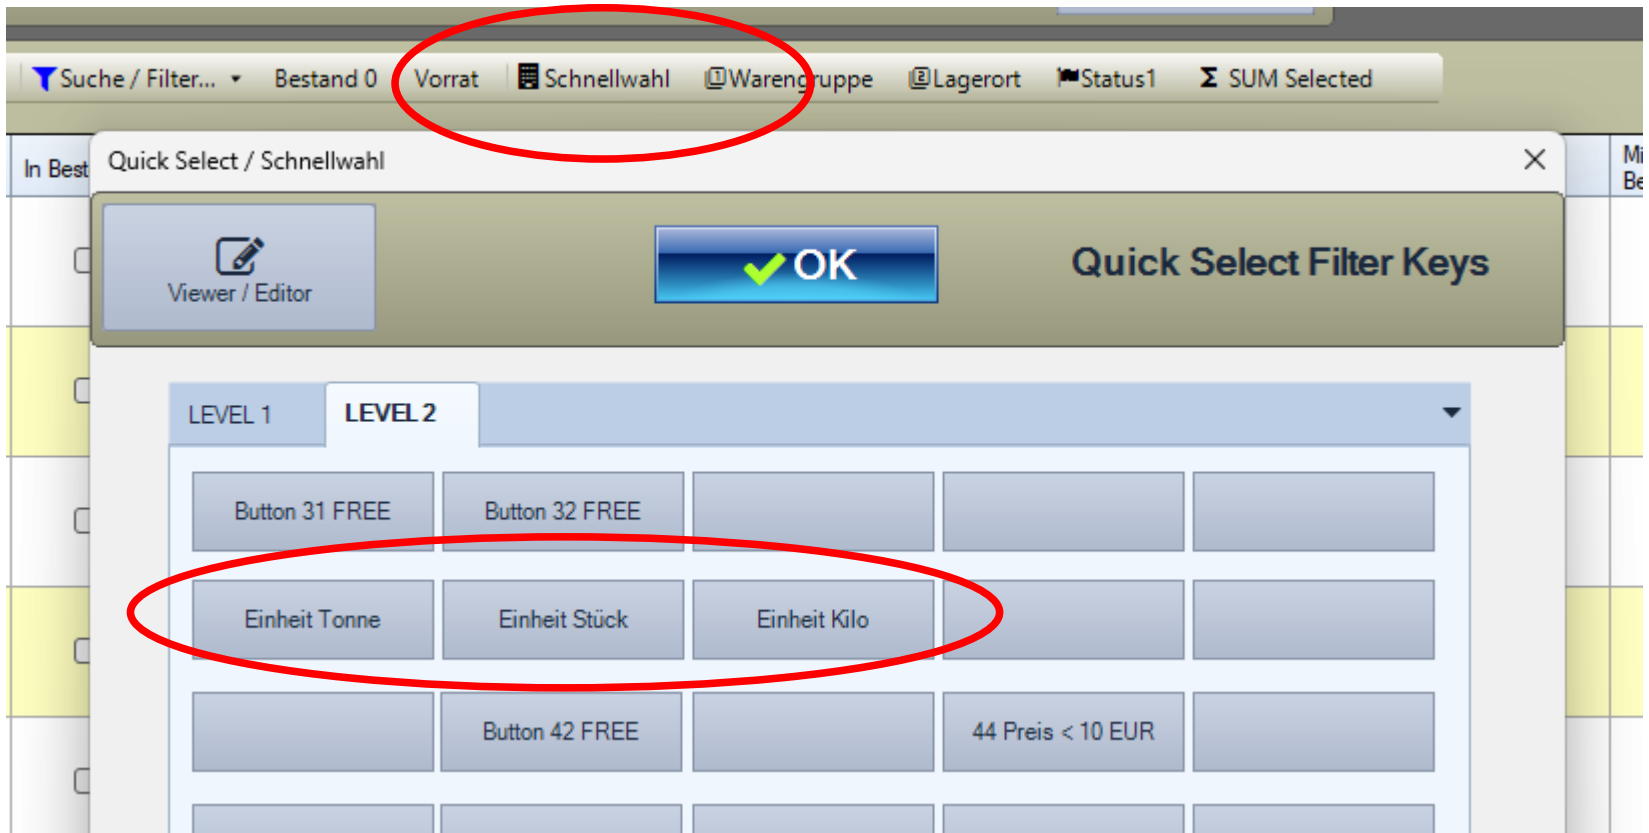 Suche / Filter... Bestand 0 Vorrat Schnellwahl 1 Warengruppe 2 Lagerort Status1 Σ SUM Selected
In Best
Quick Select / Schnellwahl
Mi
Be
Viewer / Editor
OK
Quick Select Filter Keys
LEVEL 1 LEVEL 2
Button 31 FREE Button 32 FREE
Einheit Tonne Einheit Stück Einheit Kilo
Button 42 FREE 44 Preis < 10 EUR